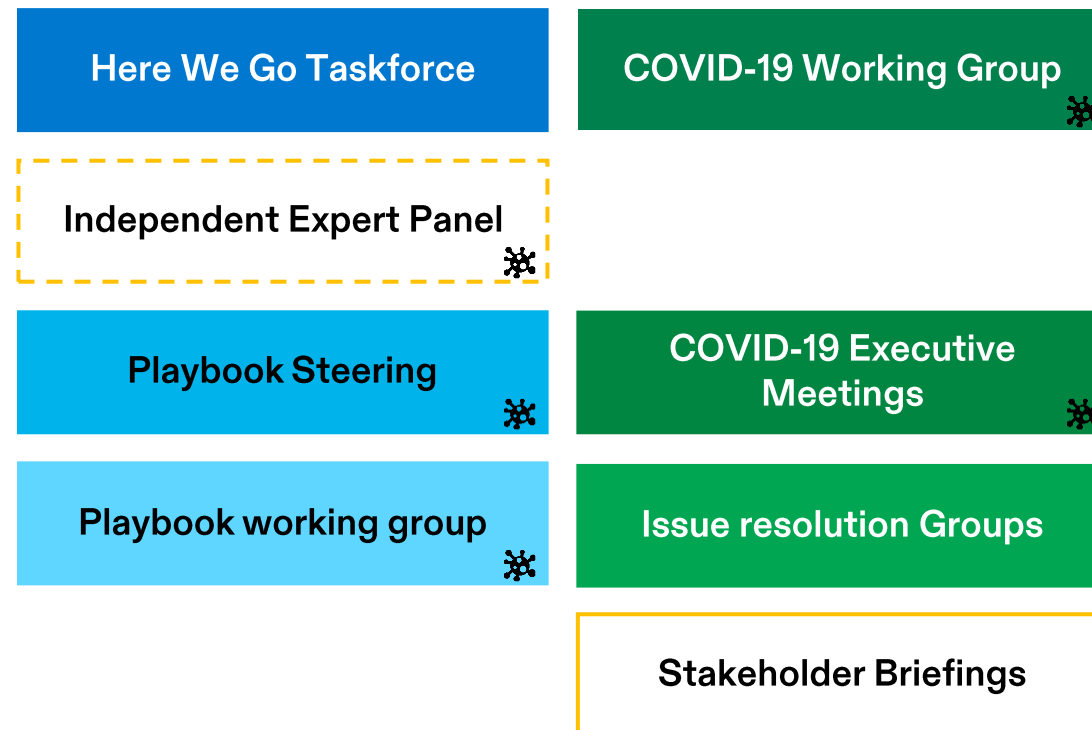 Here We Go Taskforce
COVID-19 Working Group
Independent Expert Panel
Playbook Steering
COVID-19 Executive
Meetings
Playbook working group
Issue resolution Groups
Stakeholder Briefings